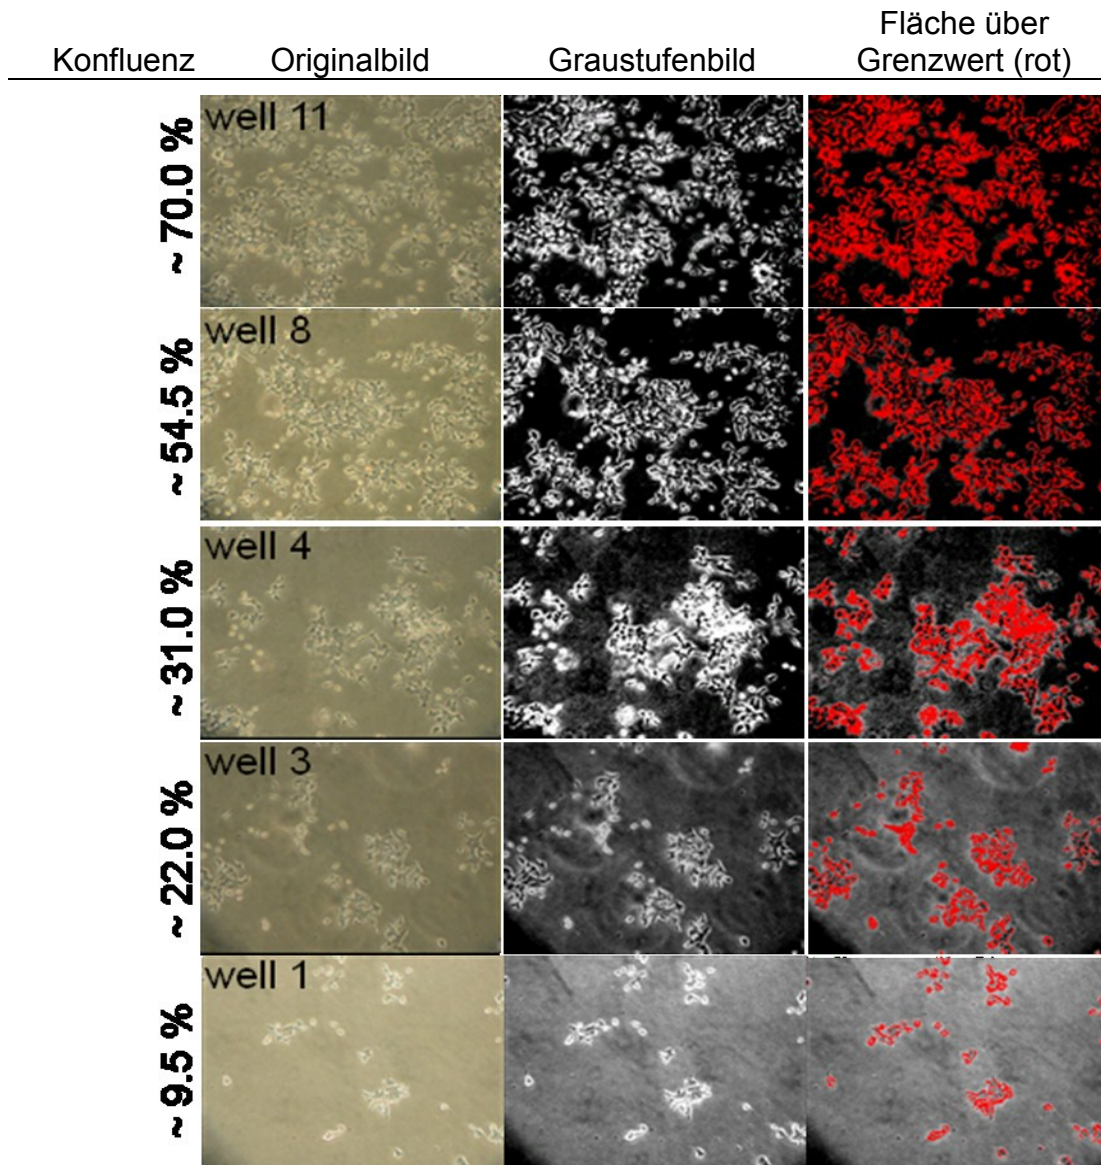 Fläche über
Konfluenz Originalbild Graustufenbild Grenzwert (rot)
~ 70.0 %
well 11
~ 54.5 %
well 8
~ 31.0 %
well 4
~ 22.0 %
well 3
~ 9.5 %
well 1